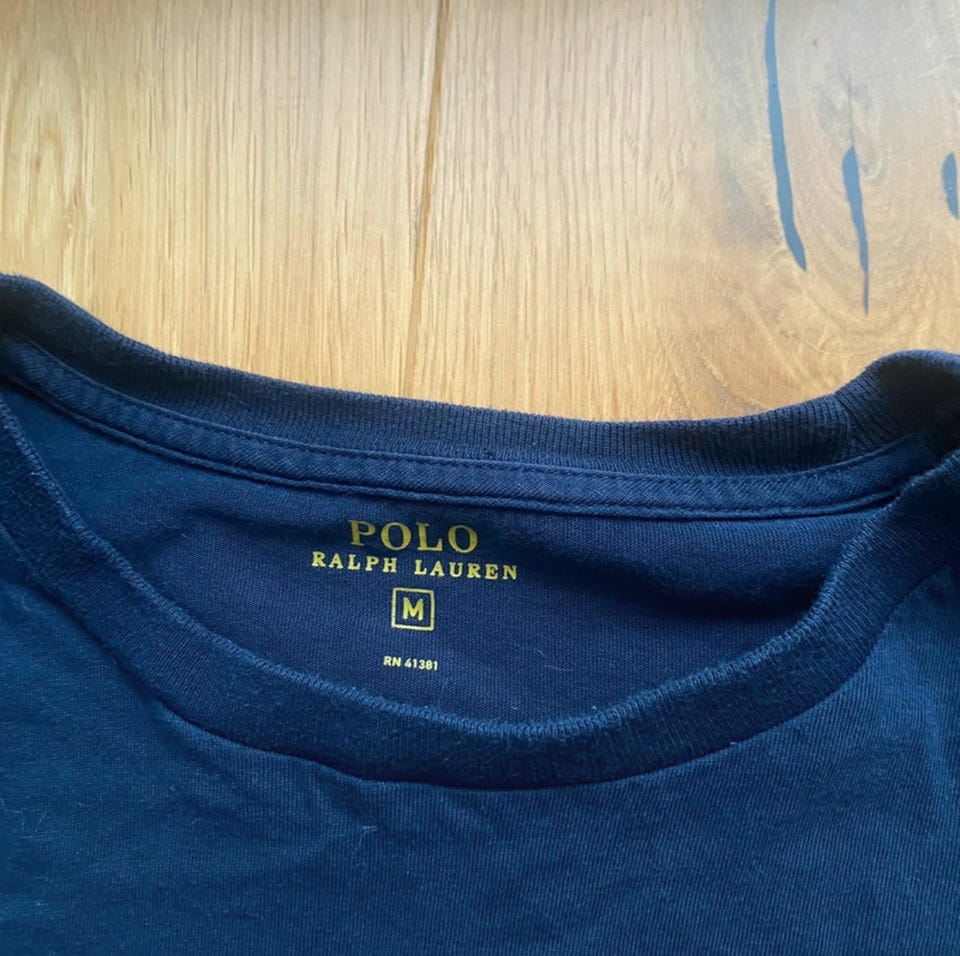 POLO
RALPH LAUREN
M
RN 41381